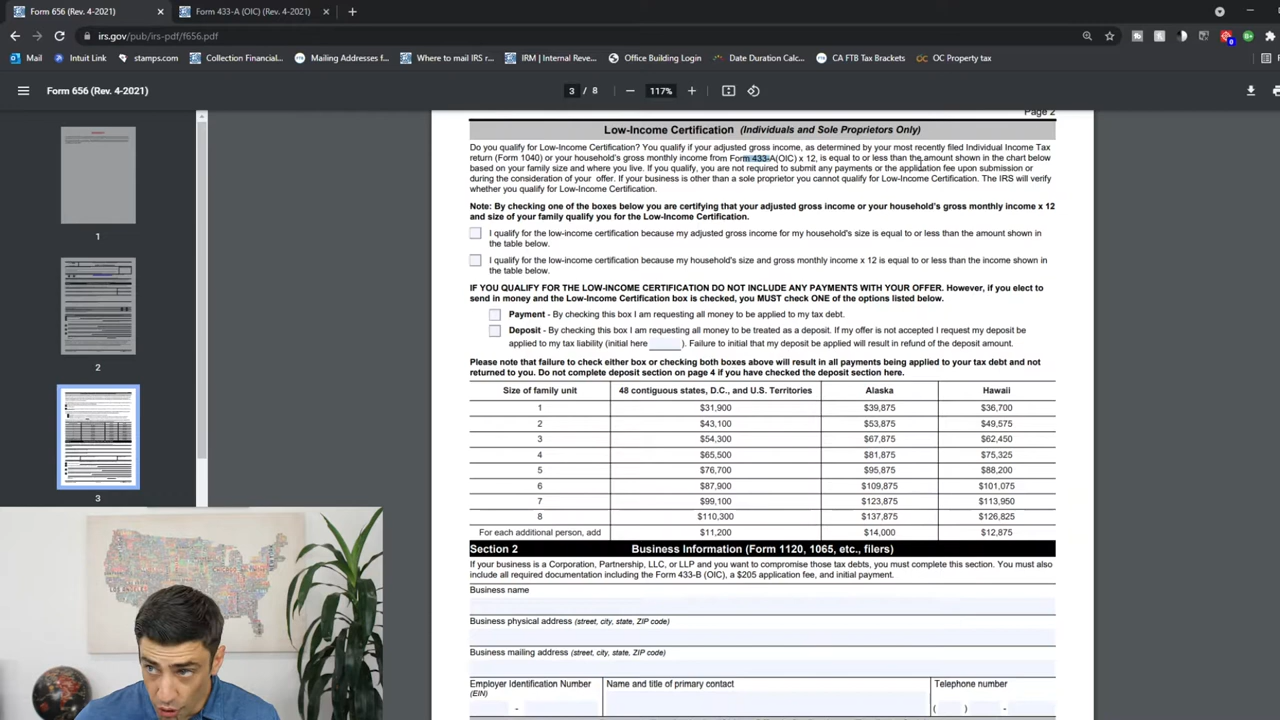 Form 656 (Rev. 4-2021)
Form 433-A (OIC) (Rev. 4-2021)
irs.gov/pub/irs-pdf/f656.pdf
Mail
Intuit Link
stamps.com
Collection Financial...
Mailing Addresses f...
Where to mail IRS r...
IRM | Internal Reve...
Office Building Login
Date Duration Calc...
CA FTB Tax Brackets
OC Property tax
Form 656 (Rev. 4-2021)
3 / 8
117%
1
2
3
Page 2
Low-Income Certification (Individuals and Sole Proprietors Only)
Do you qualify for Low-Income Certification? You qualify if your adjusted gross income, as determined by your most recently filed Individual Income Tax
return (Form 1040) or your household's gross monthly income from Form 433-A(OIC) x 12, is equal to or less than the amount shown in the chart below
based on your family size and where you live. If you qualify, you are not required to submit any payments or the application fee upon submission or
during the consideration of your offer. If your business is other than a sole proprietor you cannot qualify for Low-Income Certification. The IRS will verify
whether you qualify for Low-Income Certification.
Note: By checking one of the boxes below you are certifying that your adjusted gross income or your household's gross monthly income x 12
and size of your family qualify you for the Low-Income Certification.
I qualify for the low-income certification because my adjusted gross income for my household's size is equal to or less than the amount shown in
the table below.
I qualify for the low-income certification because my household's size and gross monthly income x 12 is equal to or less than the income shown in
the table below.
IF YOU QUALIFY FOR THE LOW-INCOME CERTIFICATION DO NOT INCLUDE ANY PAYMENTS WITH YOUR OFFER. However, if you elect to
send in money and the Low-Income Certification box is checked, you MUST check ONE of the options listed below.
Payment - By checking this box I am requesting all money to be applied to my tax debt.
Deposit - By checking this box I am requesting all money to be treated as a deposit. If my offer is not accepted I request my deposit be
applied to my tax liability (initial here ). Failure to initial that my deposit be applied will result in refund of the deposit amount.
Please note that failure to check either box or checking both boxes above will result in all payments being applied to your tax debt and not
returned to you. Do not complete deposit section on page 4 if you have checked the deposit section here.
Size of family unit 48 contiguous states, D.C., and U.S. Territories Alaska Hawaii
1 $31,900 $39,875 $36,700
2 $43,100 $53,875 $49,575
3 $54,300 $67,875 $62,450
4 $65,500 $81,875 $75,325
5 $76,700 $95,875 $88,200
6 $87,900 $109,875 $101,075
7 $99,100 $123,875 $113,950
8 $110,300 $137,875 $126,825
For each additional person, add $11,200 $14,000 $12,875
Section 2 Business Information (Form 1120, 1065, etc., filers)
If your business is a Corporation, Partnership, LLC, or LLP and you want to compromise those tax debts, you must complete this section. You must also
include all required documentation including the Form 433-B (OIC), a $205 application fee, and initial payment.
Business name
Business physical address (street, city, state, ZIP code)
Business mailing address (street, city, state, ZIP code)
Employer Identification Number Name and title of primary contact Telephone number
(EIN)
- ( ) -